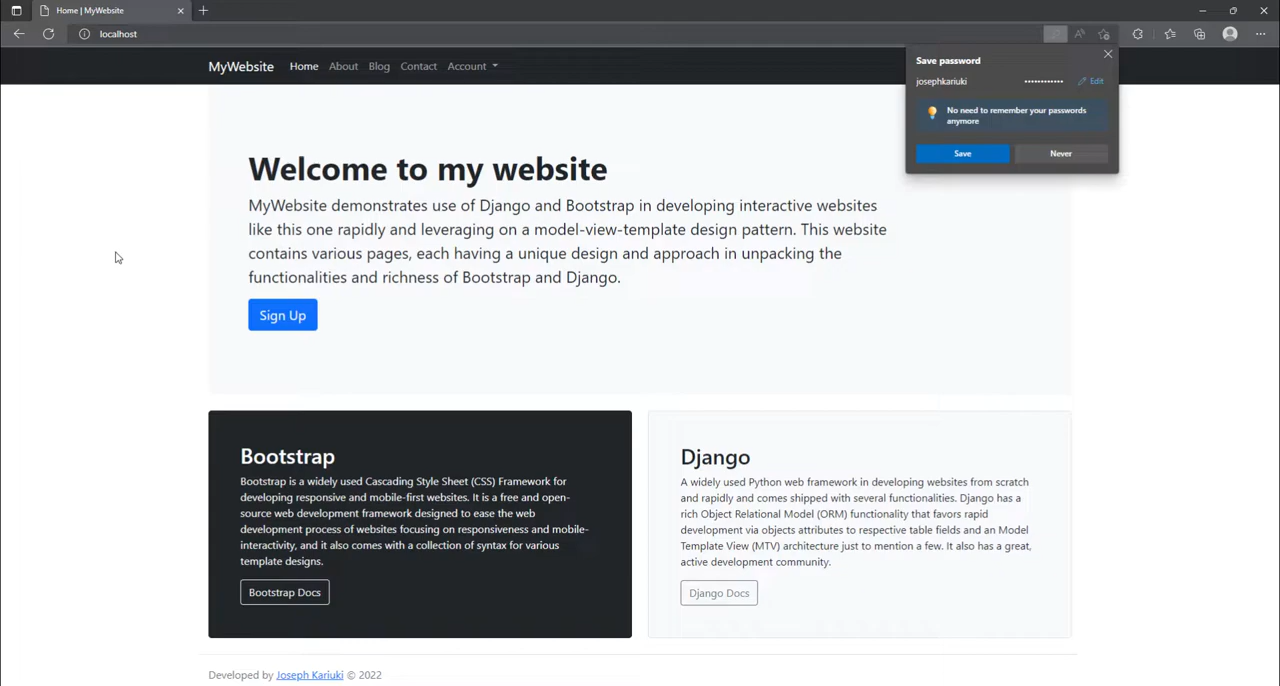 Home | MyWebsite
localhost
MyWebsite Home About Blog Contact Account
Save password
josephkariuki •••••••••••• Edit
No need to remember your passwords
anymore
Save Never
Welcome to my website
MyWebsite demonstrates use of Django and Bootstrap in developing interactive websites
like this one rapidly and leveraging on a model-view-template design pattern. This website
contains various pages, each having a unique design and approach in unpacking the
functionalities and richness of Bootstrap and Django.
Sign Up
Bootstrap
Bootstrap is a widely used Cascading Style Sheet (CSS) Framework for
developing responsive and mobile-first websites. It is a free and open-
source web development framework designed to ease the web
development process of websites focusing on responsiveness and mobile-
interactivity, and it also comes with a collection of syntax for various
template designs.
Bootstrap Docs
Django
A widely used Python web framework in developing websites from scratch
and rapidly and comes shipped with several functionalities. Django has a
rich Object Relational Model (ORM) functionality that favors rapid
development via objects attributes to respective table fields and an Model
Template View (MTV) architecture just to mention a few. It also has a great,
active development community.
Django Docs
Developed by Joseph Kariuki © 2022